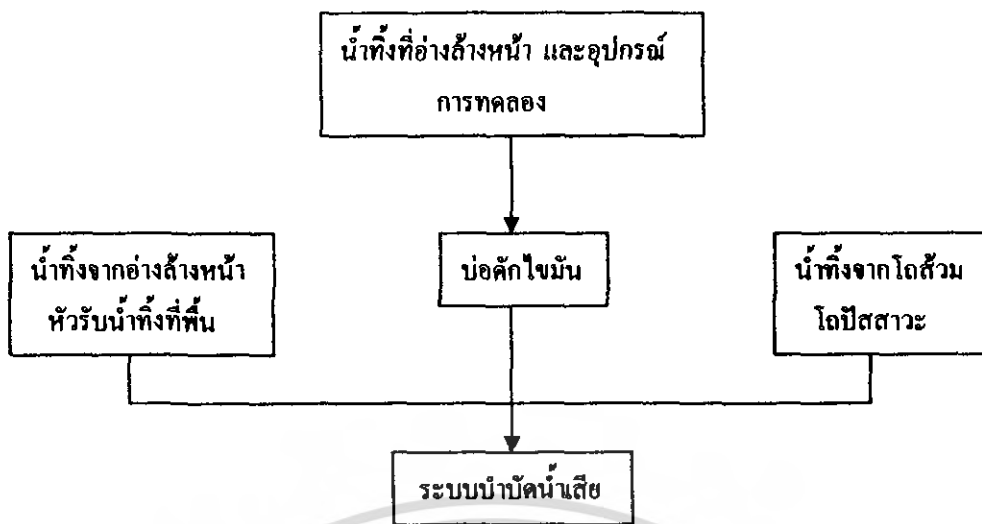 น้ำทิ้งที่อ่างล้างหน้า และอุปกรณ์
การทดลอง
น้ำทิ้งจากอ่างล้างหน้า
หัวรับน้ำทิ้งที่พื้น
บ่อดักไขมัน
น้ำทิ้งจากโถส้วม
โถปัสสาวะ
ระบบบำบัดน้ำเสีย